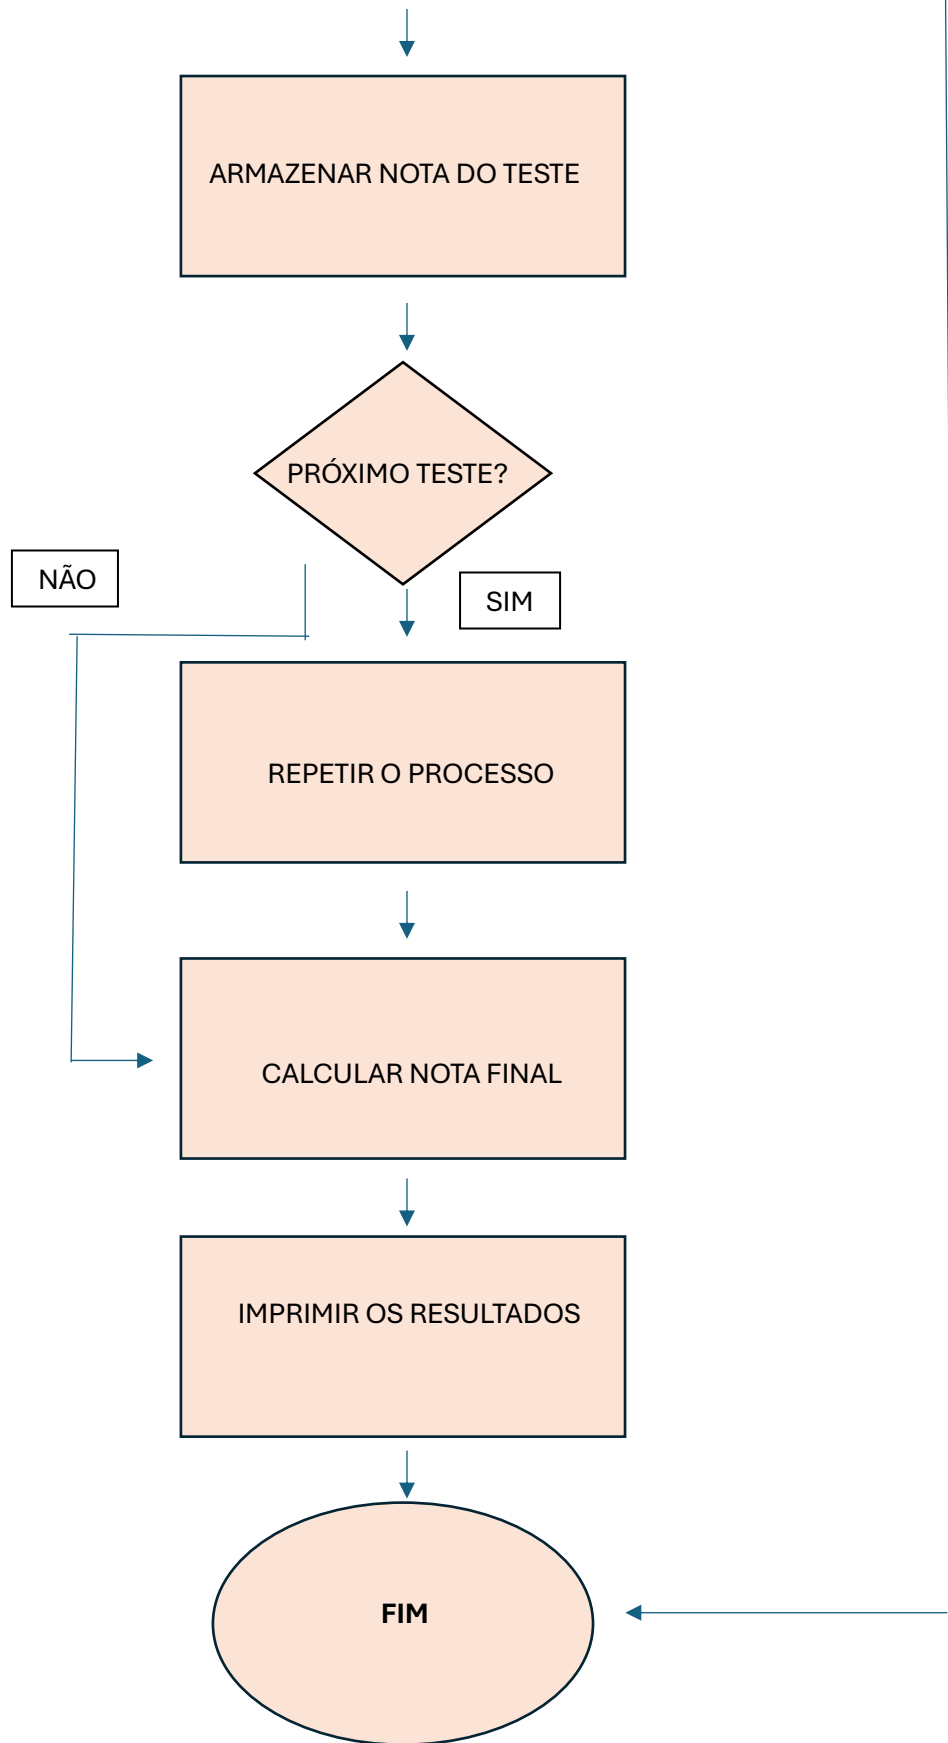 ARMAZENAR NOTA DO TESTE
PRÓXIMO TESTE?
NÃO
SIM
REPETIR O PROCESSO
CALCULAR NOTA FINAL
IMPRIMIR OS RESULTADOS
FIM